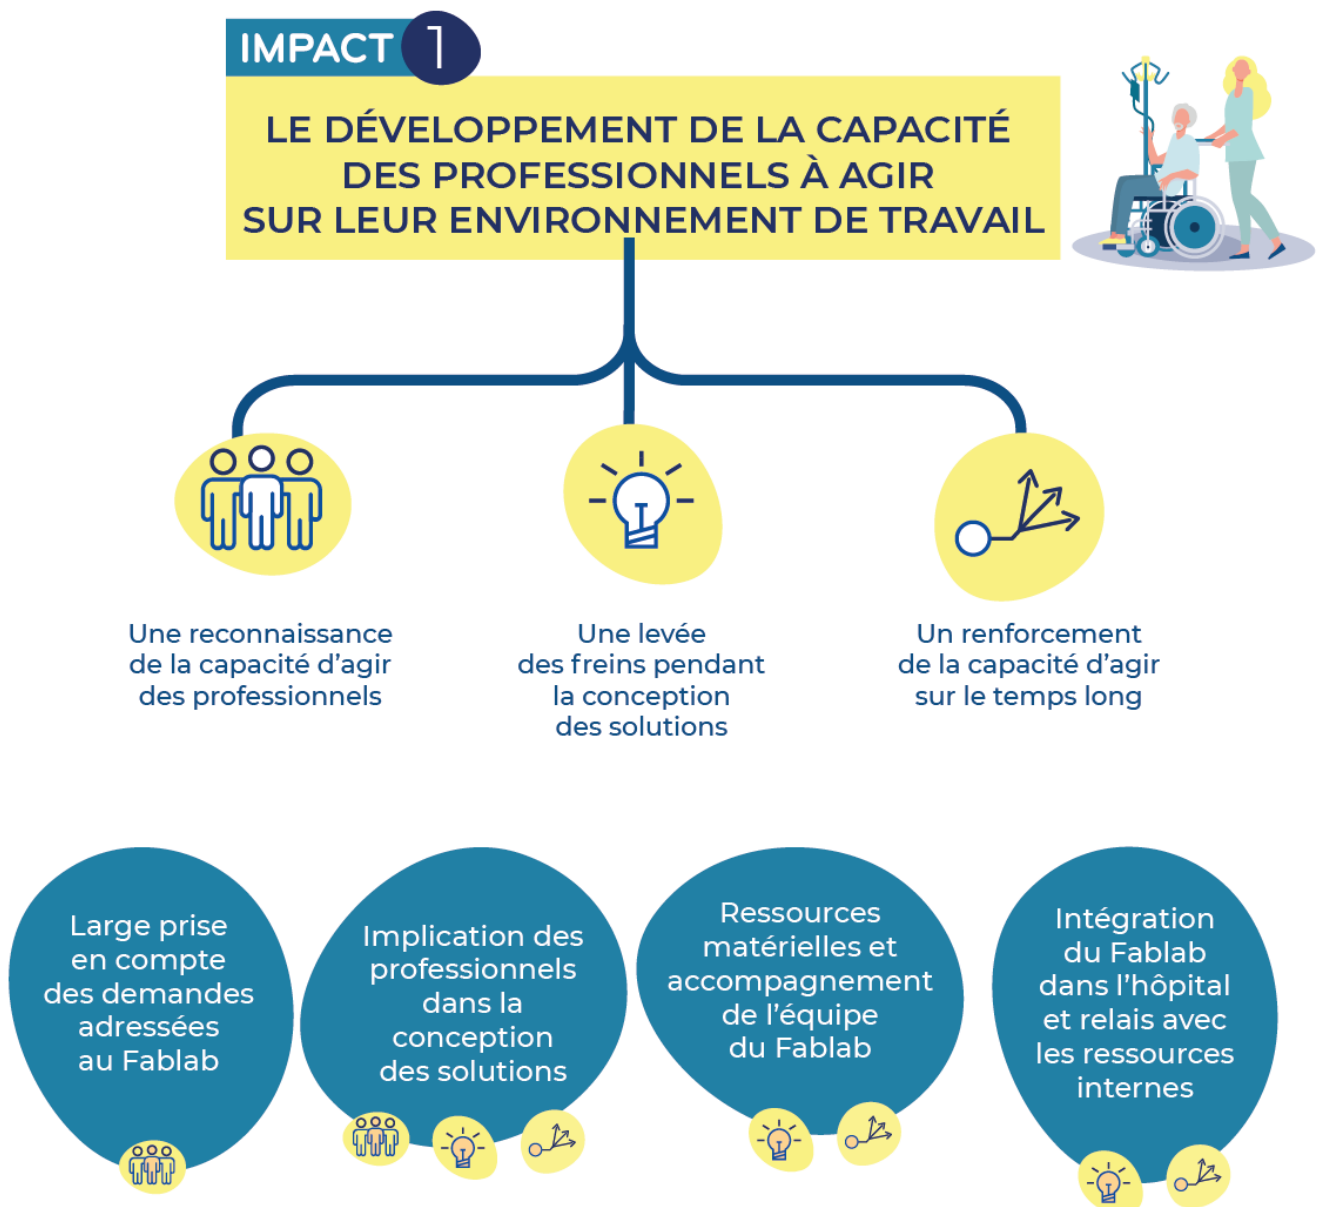 IMPACT 1
LE DÉVELOPPEMENT DE LA CAPACITÉ
DES PROFESSIONNELS À AGIR
SUR LEUR ENVIRONNEMENT DE TRAVAIL
Une reconnaissance
de la capacité d’agir
des professionnels
Une levée
des freins pendant
la conception
des solutions
Un renforcement
de la capacité d’agir
sur le temps long
Large prise
en compte
des demandes
adressées
au Fablab
Implication des
professionnels
dans la
conception
des solutions
Ressources
matérielles et
accompagnement
de l’équipe
du Fablab
Intégration
du Fablab
dans l’hôpital
et relais avec
les ressources
internes